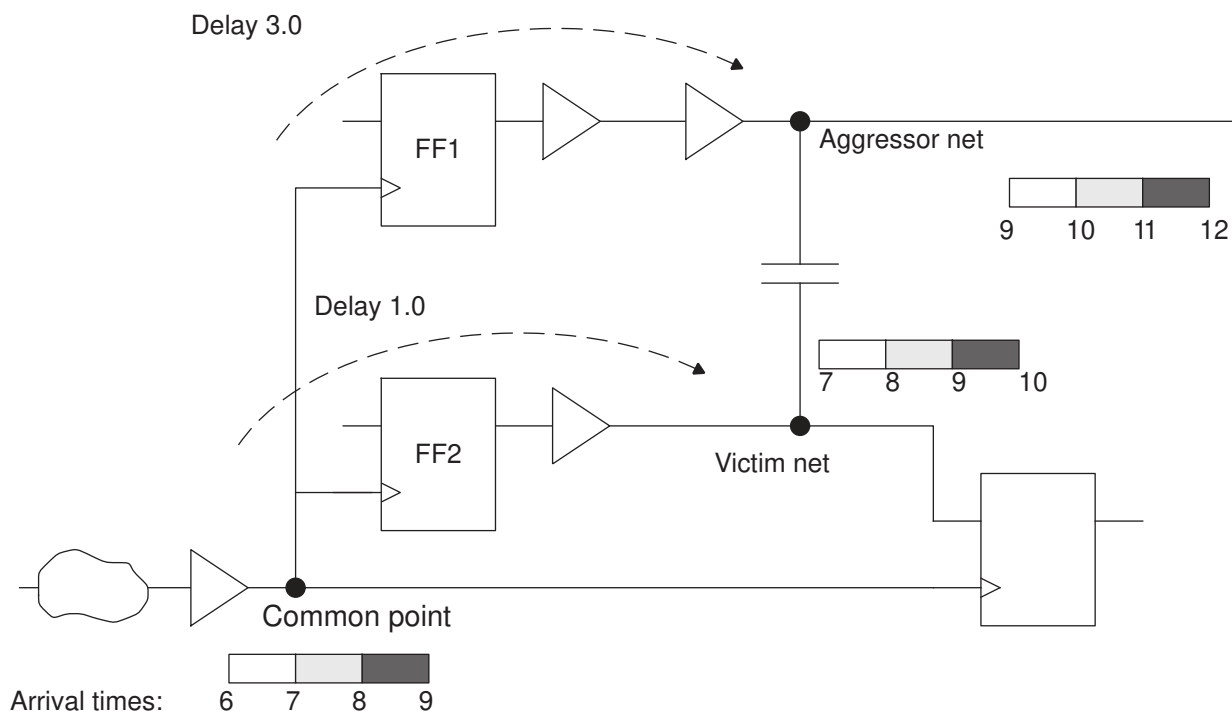 Delay 3.0
FF1
Aggressor net
9 10 11 12
Delay 1.0
7 8 9 10
FF2
Victim net
Common point
Arrival times: 6 7 8 9